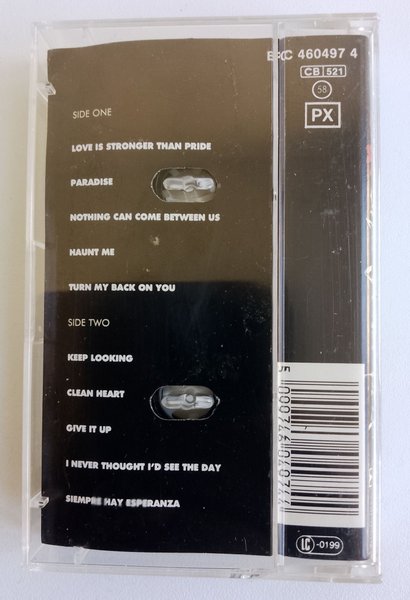 EPC 460497 4
CB 521
58
PX
SIDE ONE
LOVE IS STRONGER THAN PRIDE
PARADISE
NOTHING CAN COME BETWEEN US
HAUNT ME
TURN MY BACK ON YOU
SIDE TWO
KEEP LOOKING
CLEAN HEART
GIVE IT UP
I NEVER THOUGHT I'D SEE THE DAY
SIEMPRE HAY ESPERANZA
LC -0199